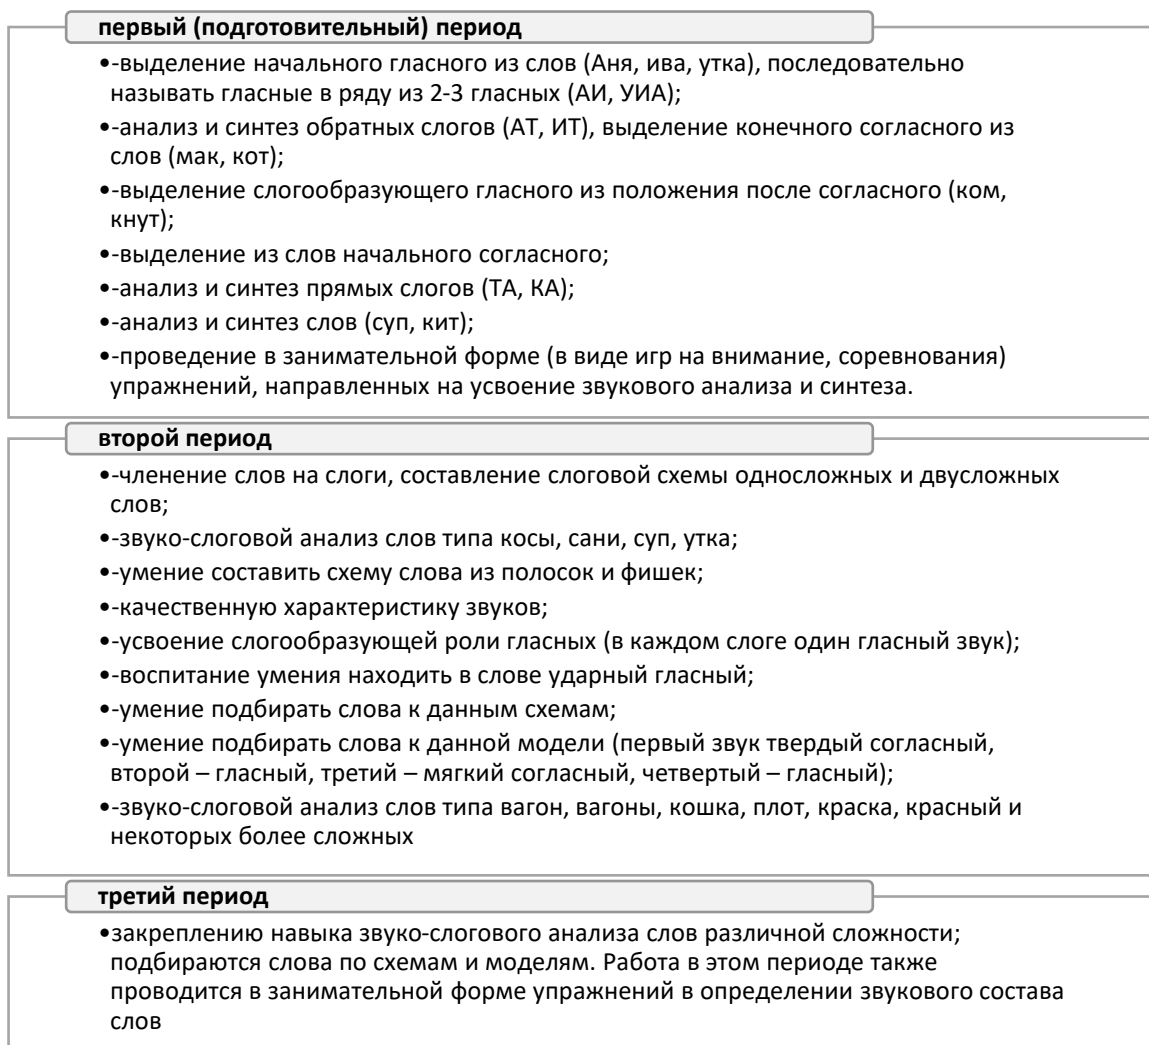 первый (подготовительный) период
•-выделение начального гласного из слов (Аня, ива, утка), последовательно
называть гласные в ряду из 2-3 гласных (АИ, УИА);
•-анализ и синтез обратных слогов (АТ, ИТ), выделение конечного согласного из
слов (мак, кот);
•-выделение слогообразующего гласного из положения после согласного (ком,
кнут);
•-выделение из слов начального согласного;
•-анализ и синтез прямых слогов (ТА, КА);
•-анализ и синтез слов (суп, кит);
•-проведение в занимательной форме (в виде игр на внимание, соревнования)
упражнений, направленных на усвоение звукового анализа и синтеза.
второй период
•-членение слов на слоги, составление слоговой схемы односложных и двусложных
слов;
•-звуко-слоговой анализ слов типа косы, сани, суп, утка;
•-умение составить схему слова из полосок и фишек;
•-качественную характеристику звуков;
•-усвоение слогообразующей роли гласных (в каждом слоге один гласный звук);
•-воспитание умения находить в слове ударный гласный;
•-умение подбирать слова к данным схемам;
•-умение подбирать слова к данной модели (первый звук твердый согласный,
второй – гласный, третий – мягкий согласный, четвертый – гласный);
•-звуко-слоговой анализ слов типа вагон, вагоны, кошка, плот, краска, красный и
некоторых более сложных
третий период
•закреплению навыка звуко-слогового анализа слов различной сложности;
подбираются слова по схемам и моделям. Работа в этом периоде также
проводится в занимательной форме упражнений в определении звукового состава
слов